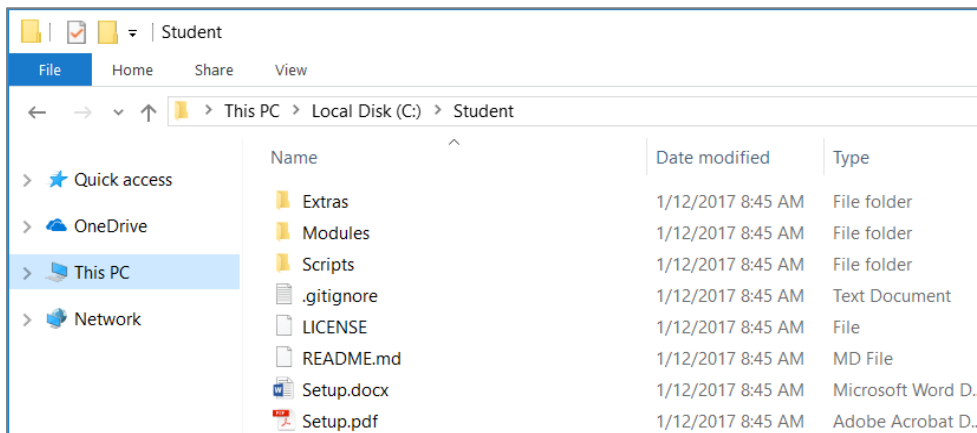 Student
File Home Share View
This PC > Local Disk (C:) > Student
Name Date modified Type
Quick access
OneDrive
This PC
Network
Extras 1/12/2017 8:45 AM File folder
Modules 1/12/2017 8:45 AM File folder
Scripts 1/12/2017 8:45 AM File folder
.gitignore 1/12/2017 8:45 AM Text Document
LICENSE 1/12/2017 8:45 AM File
README.md 1/12/2017 8:45 AM MD File
Setup.docx 1/12/2017 8:45 AM Microsoft Word D..
Setup.pdf 1/12/2017 8:45 AM Adobe Acrobat D..